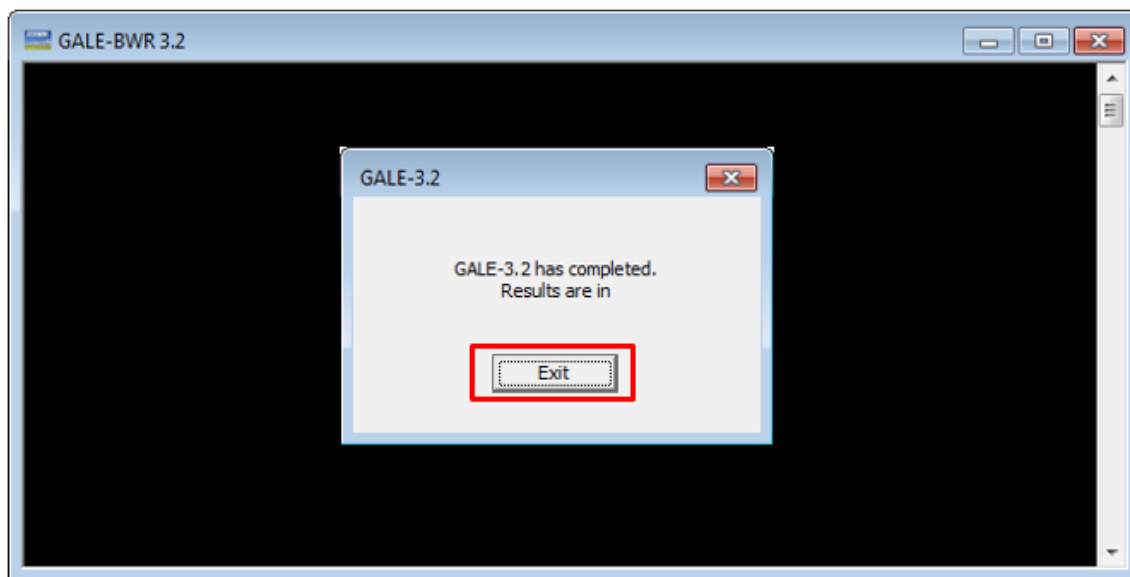 GALE-BWR 3.2
GALE-3.2
GALE-3.2 has completed.
Results are in
Exit